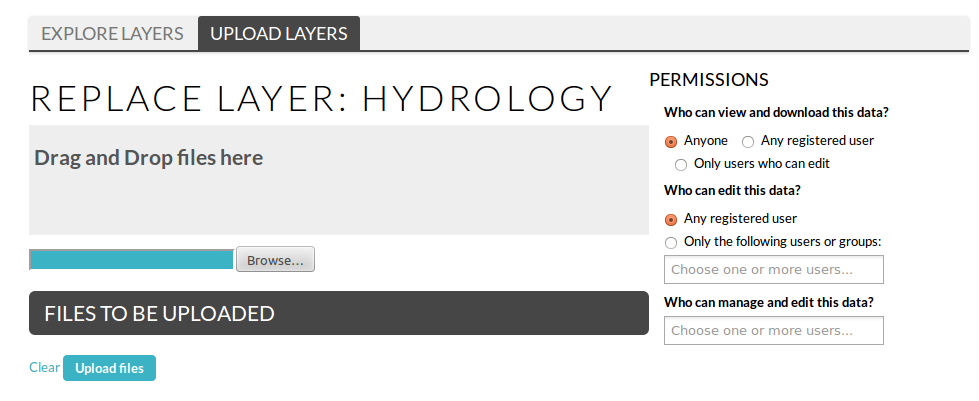 EXPLORE LAYERS UPLOAD LAYERS
REPLACE LAYER: HYDROLOGY
Drag and Drop files here
Browse...
FILES TO BE UPLOADED
Clear Upload files
PERMISSIONS
Who can view and download this data?
Anyone Any registered user
Only users who can edit
Who can edit this data?
Any registered user
Only the following users or groups:
Choose one or more users...
Who can manage and edit this data?
Choose one or more users...